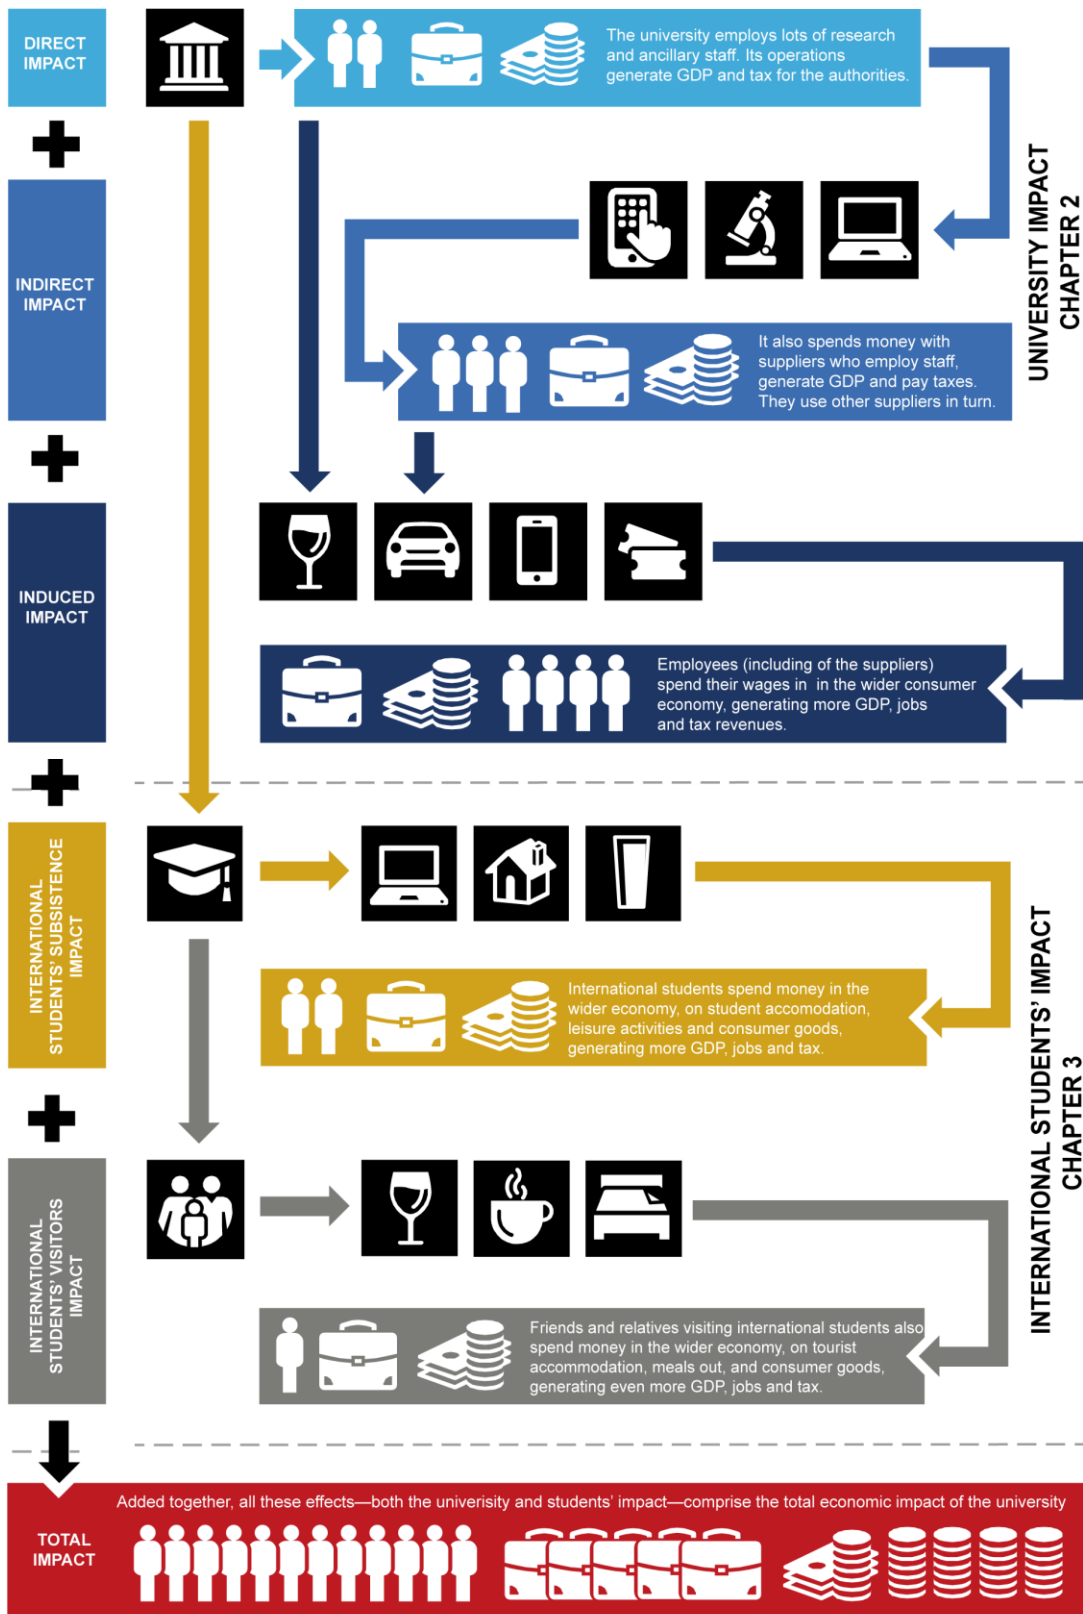 DIRECT
IMPACT
The university employs lots of research
and ancillary staff. Its operations
generate GDP and tax for the authorities.
UNIVERSITY IMPACT
CHAPTER 2
INDIRECT
IMPACT
It also spends money with
suppliers who employ staff,
generate GDP and pay taxes.
They use other suppliers in turn.
INDUCED
IMPACT
Employees (including of the suppliers)
spend their wages in in the wider consumer
economy, generating more GDP, jobs
and tax revenues.
INTERNATIONAL
STUDENTS' SUBSISTENCE
IMPACT
International students spend money in the
wider economy, on student accomodation,
leisure activities and consumer goods,
generating more GDP, jobs and tax.
INTERNATIONAL STUDENTS' IMPACT
CHAPTER 3
INTERNATIONAL
STUDENTS' VISITORS
IMPACT
Friends and relatives visiting international students also
spend money in the wider economy, on tourist
accommodation, meals out, and consumer goods,
generating even more GDP, jobs and tax.
Added together, all these effects—both the univerisity and students' impact—comprise the total economic impact of the university
TOTAL
IMPACT